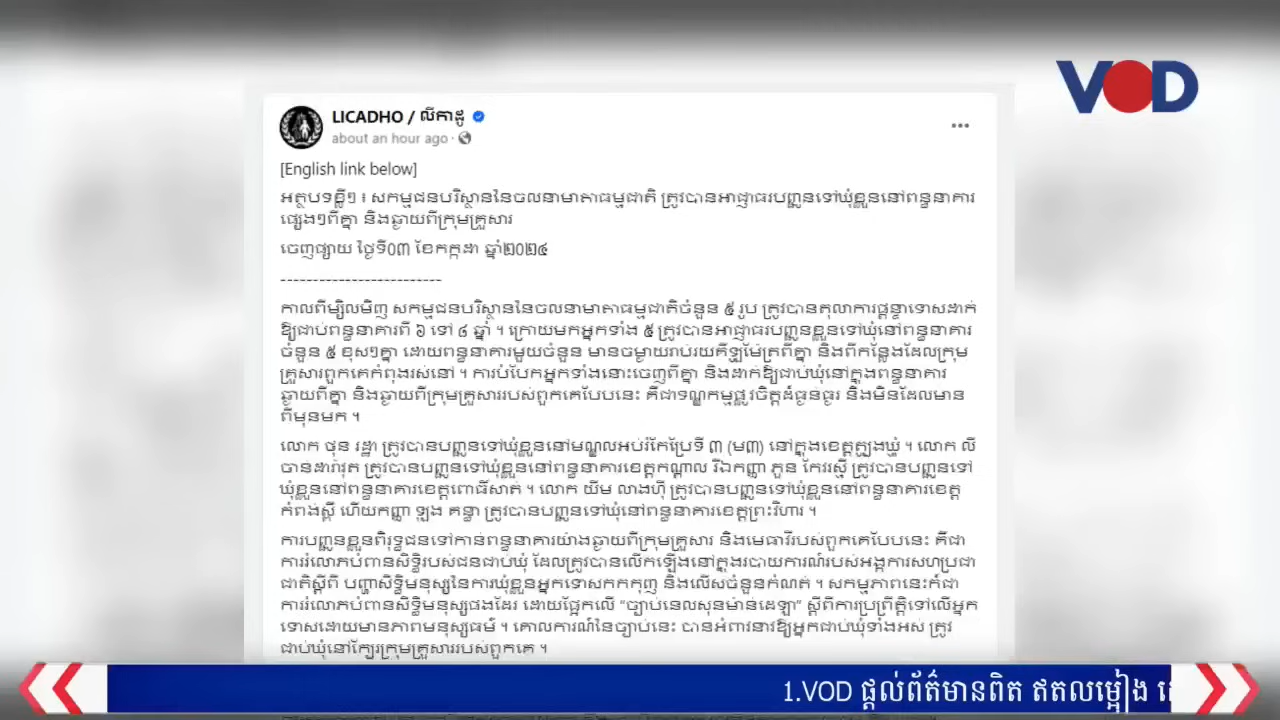 VOD
LICADHO / លីកាដូ
about an hour ago ·
[English link below]
អត្ថបទខ្លីៗ ៖ សកម្មជនបរិស្ថាននៃចលនាមាតាធម្មជាតិ ត្រូវបានអាជ្ញាធរបញ្ជូនទៅឃុំខ្លួននៅពន្ធនាគារ
ផ្សេងៗពីគ្នា និងឆ្ងាយពីក្រុមគ្រួសារ
ចេញផ្សាយ ថ្ងៃទី០៣ ខែកក្កដា ឆ្នាំ២០២៤
-------------------------
កាលពីម្សិលមិញ សកម្មជនបរិស្ថាននៃចលនាមាតាធម្មជាតិចំនួន ៥ រូប ត្រូវបានតុលាការផ្តន្ទាទោសដាក់
ឱ្យជាប់ពន្ធនាគារពី ៦ ទៅ ៨ ឆ្នាំ ។ ក្រោយមកអ្នកទាំង ៥ ត្រូវបានអាជ្ញាធរបញ្ជូនខ្លួនទៅឃុំនៅពន្ធនាគារ
ចំនួន ៥ ខុសៗគ្នា ដោយពន្ធនាគារមួយចំនួន មានចម្ងាយរាប់រយគីឡូម៉ែត្រពីគ្នា និងពីកន្លែងដែលក្រុម
គ្រួសារពួកគេកំពុងរស់នៅ ។ ការបំបែកអ្នកទាំងនោះចេញពីគ្នា និងដាក់ឱ្យជាប់ឃុំនៅក្នុងពន្ធនាគារ
ឆ្ងាយពីគ្នា និងឆ្ងាយពីក្រុមគ្រួសាររបស់ពួកគេបែបនេះ គឺជាទណ្ឌកម្មផ្លូវចិត្តដ៏ធ្ងន់ធ្ងរ និងមិនដែលមាន
ពីមុនមក ។
លោក ថុន រដ្ឋា ត្រូវបានបញ្ជូនទៅឃុំខ្លួននៅមណ្ឌលអប់រំកែប្រែទី ៣ (ម៣) នៅក្នុងខេត្តត្បូងឃ្មុំ ។ លោក លី
ចាន់ដារ៉ាវុត ត្រូវបានបញ្ជូនទៅឃុំខ្លួននៅពន្ធនាគារខេត្តកណ្តាល រីឯកញ្ញា ភួន កែវរស្មី ត្រូវបានបញ្ជូនទៅ
ឃុំខ្លួននៅពន្ធនាគារខេត្តពោធិ៍សាត់ ។ លោក យីម លាងហ៊ី ត្រូវបានបញ្ជូនទៅឃុំខ្លួននៅពន្ធនាគារខេត្ត
កំពង់ស្ពឺ ហើយកញ្ញា ឡុង គន្ធា ត្រូវបានបញ្ជូនទៅឃុំនៅពន្ធនាគារខេត្តព្រះវិហារ ។
ការបញ្ជូនខ្លួនពិរុទ្ធជនទៅកាន់ពន្ធនាគារយ៉ាងឆ្ងាយពីក្រុមគ្រួសារ និងមេធាវីរបស់ពួកគេបែបនេះ គឺជា
ការរំលោភបំពានសិទ្ធិរបស់ជនជាប់ឃុំ ដែលត្រូវបានលើកឡើងនៅក្នុងរបាយការណ៍របស់អង្គការសហប្រជា
ជាតិស្តីពី បញ្ហាសិទ្ធិមនុស្សនៃការឃុំខ្លួនអ្នកទោសកកកុញ និងលើសចំនួនកំណត់ ។ សកម្មភាពនេះក៏ជា
ការរំលោភបំពានសិទ្ធិមនុស្សផងដែរ ដោយផ្អែកលើ “ច្បាប់នេលសុនម៉ាន់ដេឡា” ស្តីពីការប្រព្រឹត្តិទៅលើអ្នក
ទោសដោយមានភាពមនុស្សធម៌ ។ គោលការណ៍នៃច្បាប់នេះ បានអំពាវនាវឱ្យអ្នកជាប់ឃុំទាំងអស់ ត្រូវ
ជាប់ឃុំនៅក្បែរក្រុមគ្រួសាររបស់ពួកគេ ។
1.VOD ផ្តល់ព័ត៌មានពិត ឥតលម្អៀង